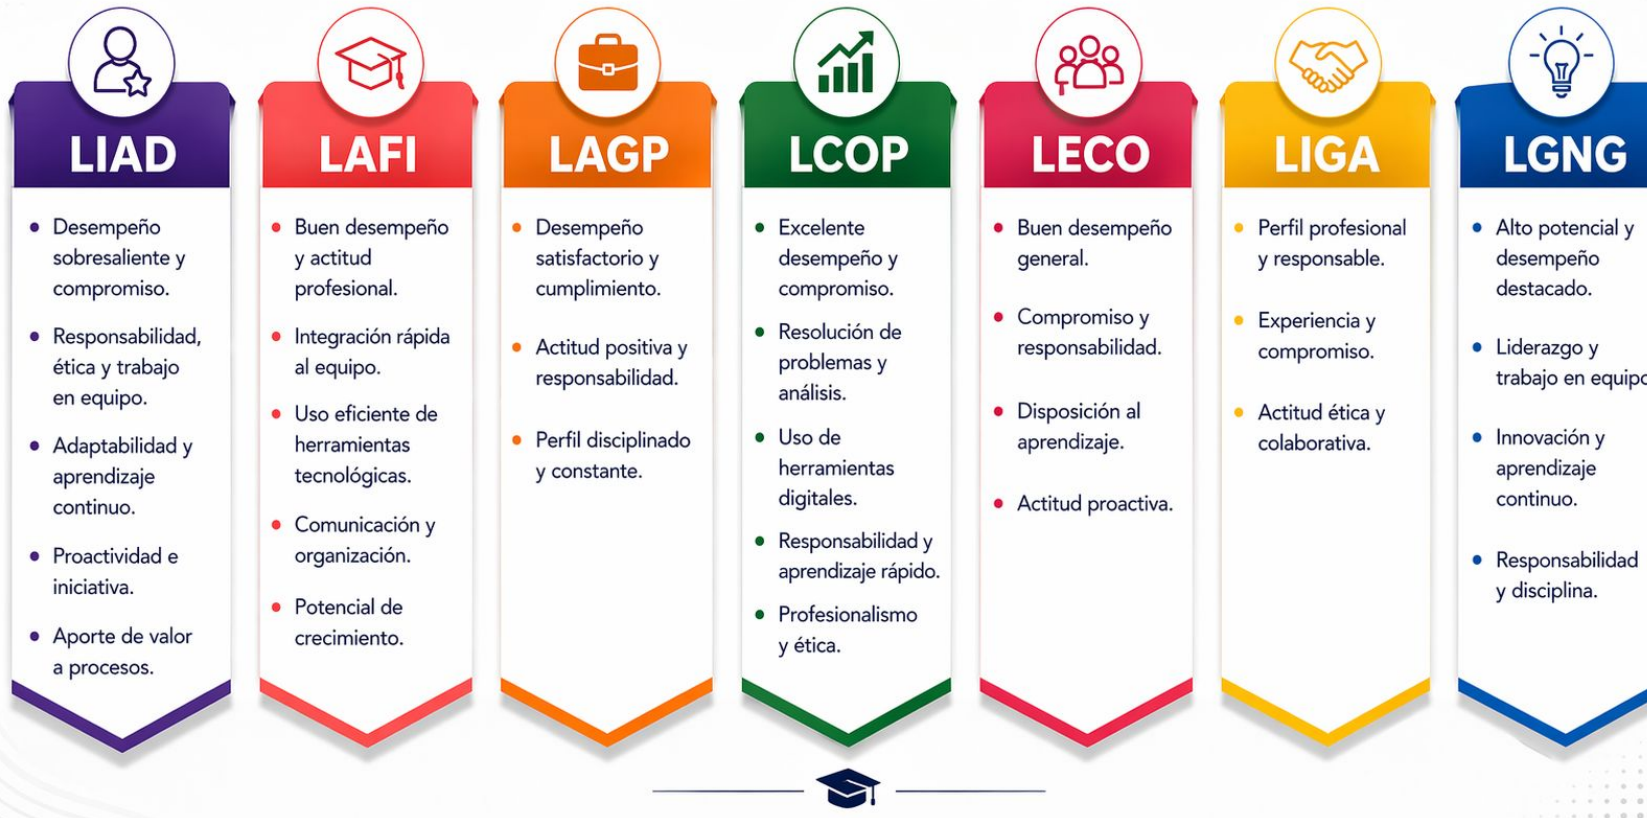 LIAD
• Desempeño
sobresaliente y
compromiso.
• Responsabilidad,
ética y trabajo
en equipo.
• Adaptabilidad y
aprendizaje
continuo.
• Proactividad e
iniciativa.
• Aporte de valor
a procesos.
LAFI
• Buen desempeño
y actitud
profesional.
• Integración rápida
al equipo.
• Uso eficiente de
herramientas
tecnológicas.
• Comunicación y
organización.
• Potencial de
crecimiento.
LAGP
• Desempeño
satisfactorio y
cumplimiento.
• Actitud positiva y
responsabilidad.
• Perfil disciplinado
y constante.
LCOP
• Excelente
desempeño y
compromiso.
• Resolución de
problemas y
análisis.
• Uso de
herramientas
digitales.
• Responsabilidad y
aprendizaje rápido.
• Profesionalismo
y ética.
LECO
• Buen desempeño
general.
• Compromiso y
responsabilidad.
• Disposición al
aprendizaje.
• Actitud proactiva.
LIGA
• Perfil profesional
y responsable.
• Experiencia y
compromiso.
• Actitud ética y
colaborativa.
LGNG
• Alto potencial y
desempeño
destacado.
• Liderazgo y
trabajo en equipo
• Innovación y
aprendizaje
continuo.
• Responsabilidad
y disciplina.